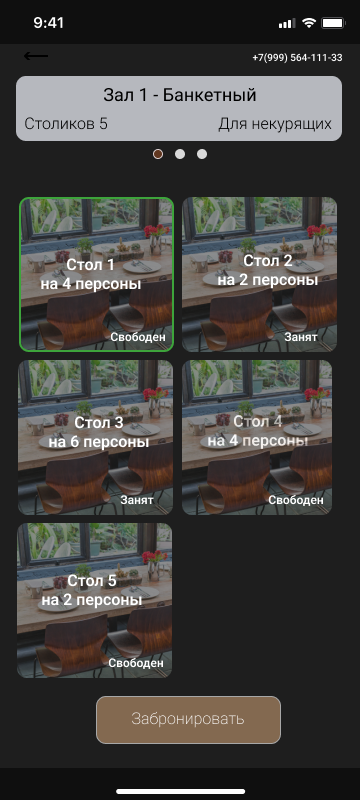 9:41
+7(999) 564-111-33
Зал 1 - Банкетный
Столиков 5
Для некурящих
Стол 1
на 4 персоны
Свободен
Стол 2
на 2 персоны
Занят
Стол 3
на 6 персоны
Занят
Стол 4
на 4 персоны
Свободен
Стол 5
на 2 персоны
Свободен
Забронировать